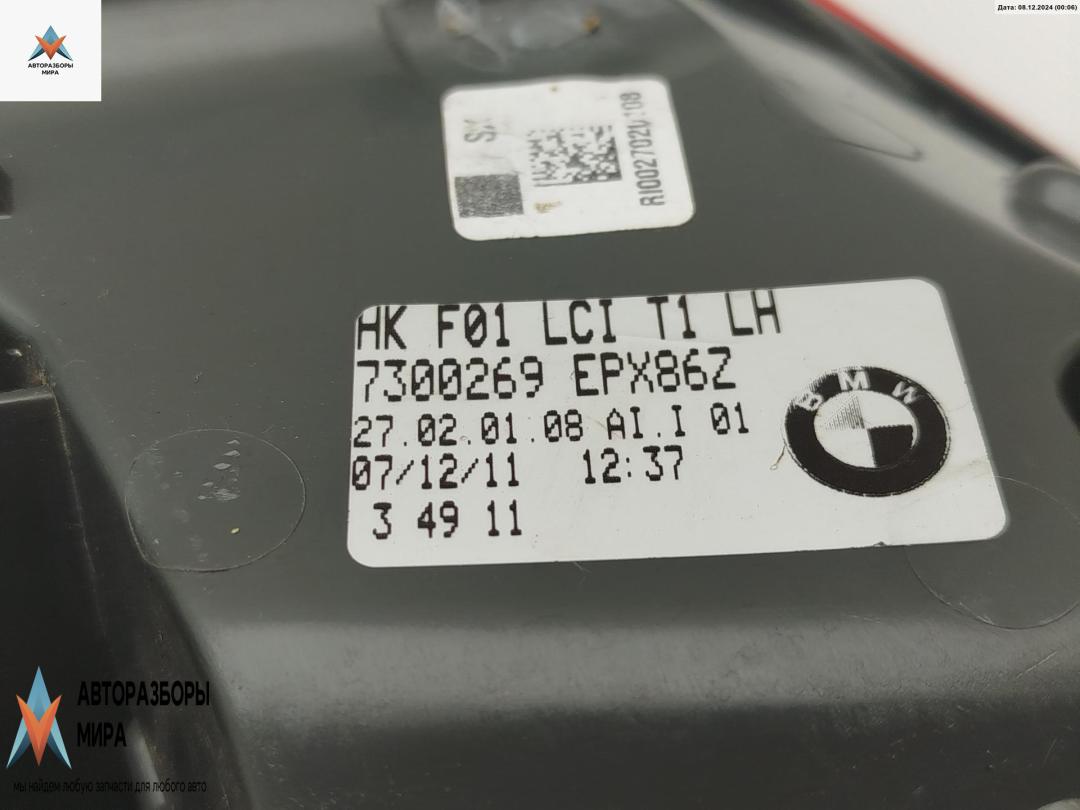 Дата: 08.12.2024 (00:06)
АВТОРАЗБОРЫ
МИРА
SX
HK F01 LCI T1 LH
7300269 EPX86Z
27.02.01.08 AI.I 01
07/12/11 12:37
3 49 11
BMW
АВТОРАЗБОРЫ
МИРА
мы найдем любую запчасти для любого авто